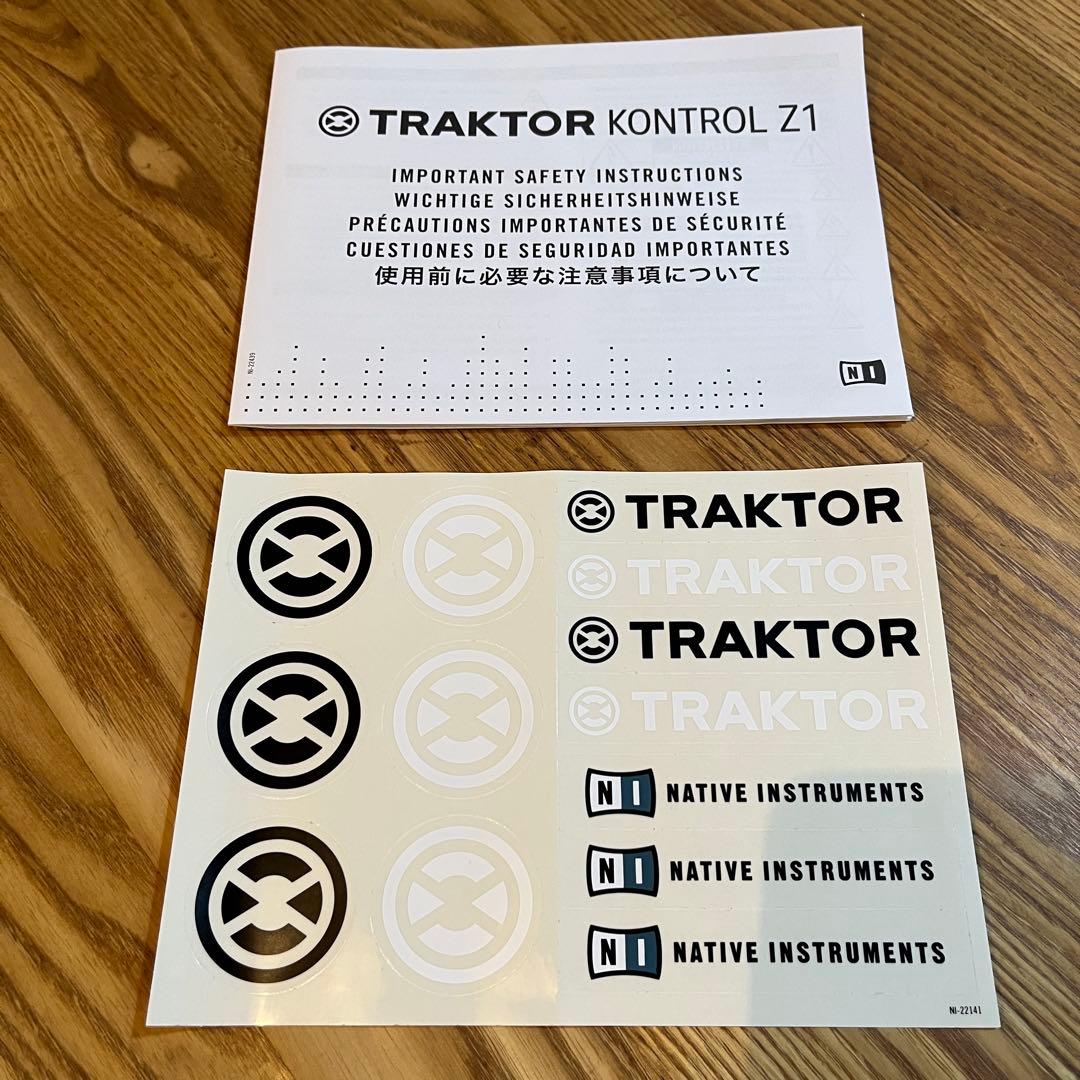 TRAKTOR KONTROL Z1
IMPORTANT SAFETY INSTRUCTIONS
WICHTIGE SICHERHEITSHINWEISE
PRÉCAUTIONS IMPORTANTES DE SÉCURITÉ
CUESTIONES DE SEGURIDAD IMPORTANTES
使用前に必要な注意事項について
NI-22439
NI
TRAKTOR
TRAKTOR
TRAKTOR
TRAKTOR
NI NATIVE INSTRUMENTS
NI NATIVE INSTRUMENTS
NI NATIVE INSTRUMENTS
NI-22141